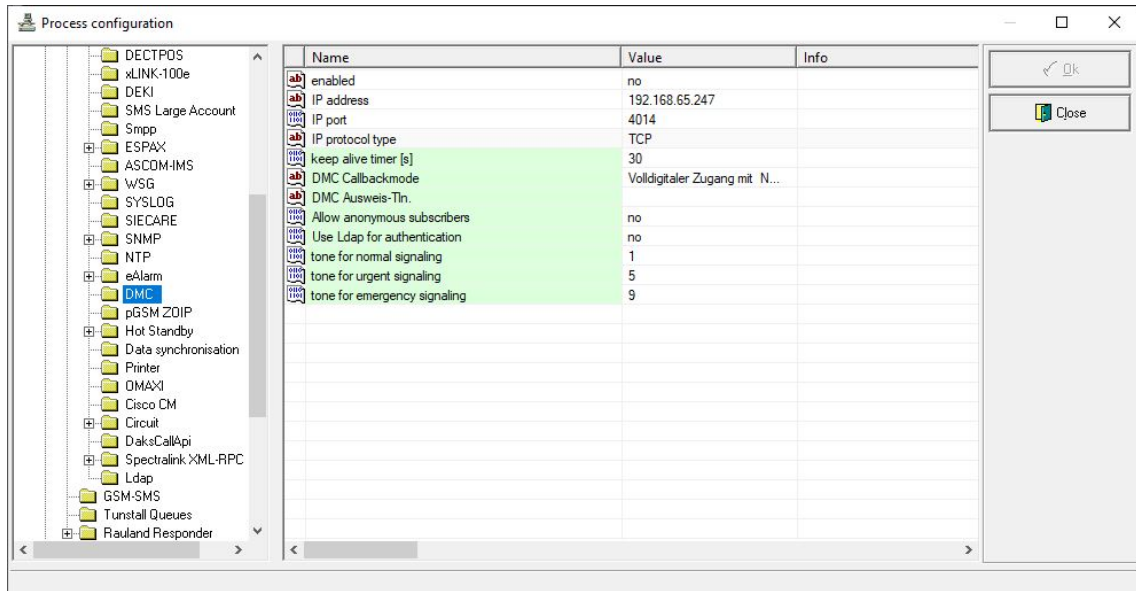 Process configuration
DECTPOS
xLINK-100e
DEKI
SMS Large Account
Smpp
ESPAX
ASCOM-IMS
WSG
SYSLOG
SIECARE
SNMP
NTP
eAlarm
DMC
pGSM ZOIP
Hot Standby
Data synchronisation
Printer
OMAXI
Cisco CM
Circuit
DaksCallApi
Spectralink XML-RPC
Ldap
GSM-SMS
Tunstall Queues
Rauland Responder
Name Value Info
enabled no
IP address 192.168.65.247
IP port 4014
IP protocol type TCP
keep alive timer [s] 30
DMC Callbackmode Volldigitaler Zugang mit N...
DMC Ausweis-Tln.
Allow anonymous subscribers no
Use Ldap for authentication no
tone for normal signaling 1
tone for urgent signaling 5
tone for emergency signaling 9
Ok
Close